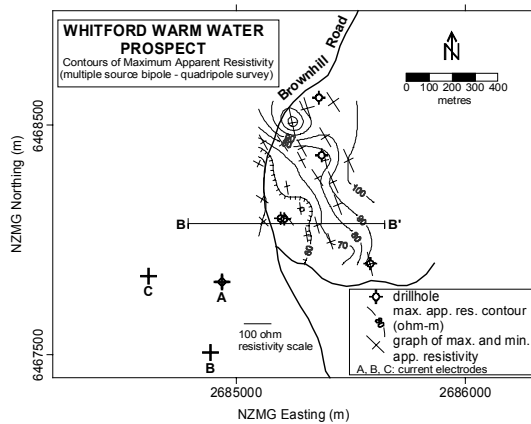 WHITFORD WARM WATER
PROSPECT
Contours of Maximum Apparent Resistivity
(multiple source bipole - quadripole survey)
Brownhill Road
N
0 100 200 300 400
metres
6468500
NZMG Northing (m)
6467500
100
80
80
70
60
B
B'
C
A
B
100 ohm
resistivity scale
drillhole
max. app. res. contour
(ohm-m)
graph of max. and min.
app. resistivity
A, B, C: current electrodes
2685000
2686000
NZMG Easting (m)